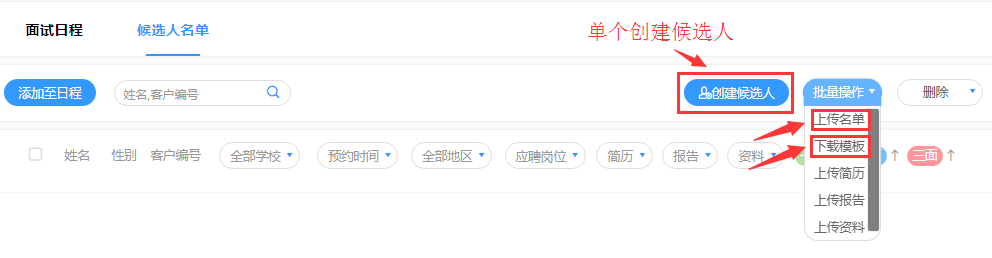 面试日程 候选人名单 单个创建候选人
添加至日程 姓名,客户编号 创建候选人 批量操作 删除
上传名单
下载模板
姓名 性别 客户编号 全部学校 预约时间 全部地区 应聘岗位 简历 报告 资料 三面 ↑
上传简历
上传报告
上传资料